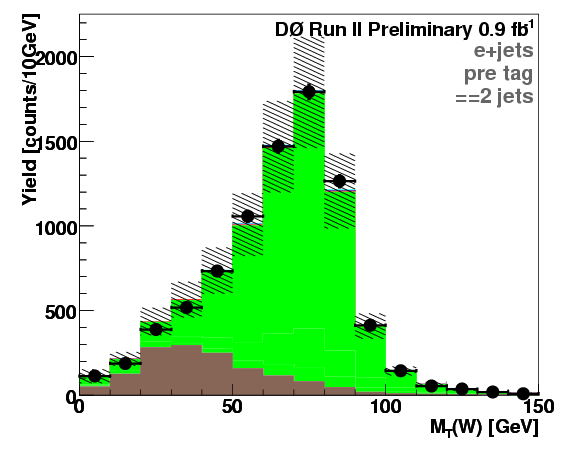 DØ Run II Preliminary 0.9 fb-1
e+jets
pre tag
==2 jets
Yield [counts/10GeV]
2000
1500
1000
500
0
0 50 100 150
MT(W) [GeV]